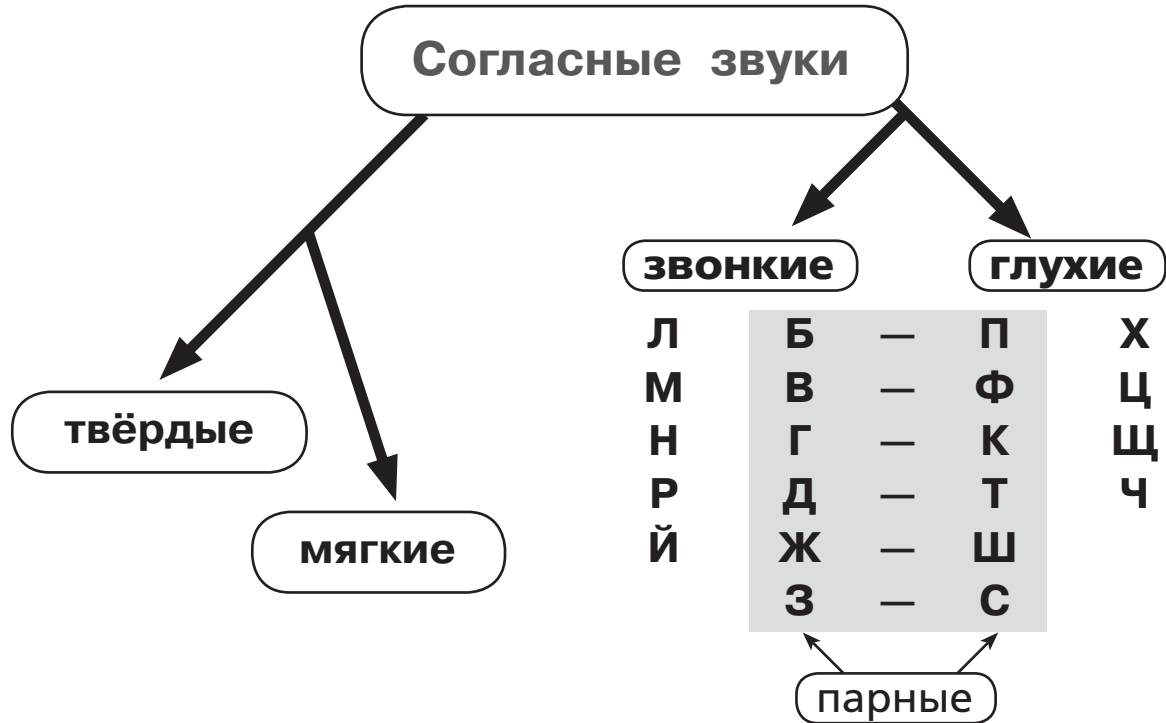 Согласные звуки
звонкие глухие
Л Б — П Х
М В — Ф Ц
Н Г — К Щ
Р Д — Т Ч
Й Ж — Ш
З — С
твёрдые
мягкие
парные